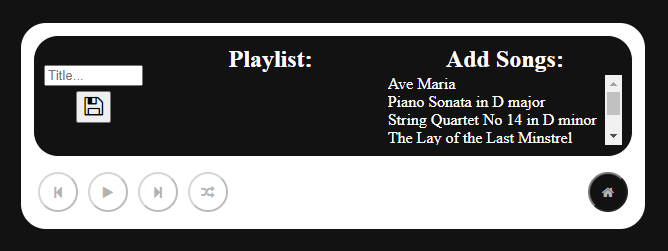 Title...
Playlist:
Add Songs:
Ave Maria
Piano Sonata in D major
String Quartet No 14 in D minor
The Lay of the Last Minstrel